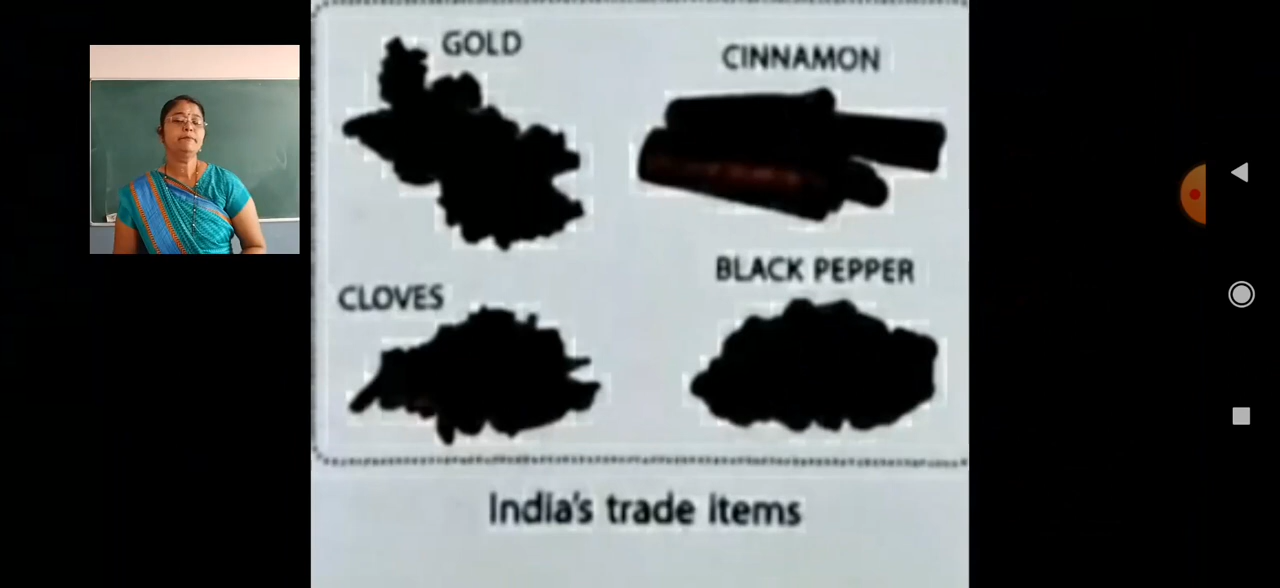 GOLD
CINNAMON
CLOVES
BLACK PEPPER
India's trade items